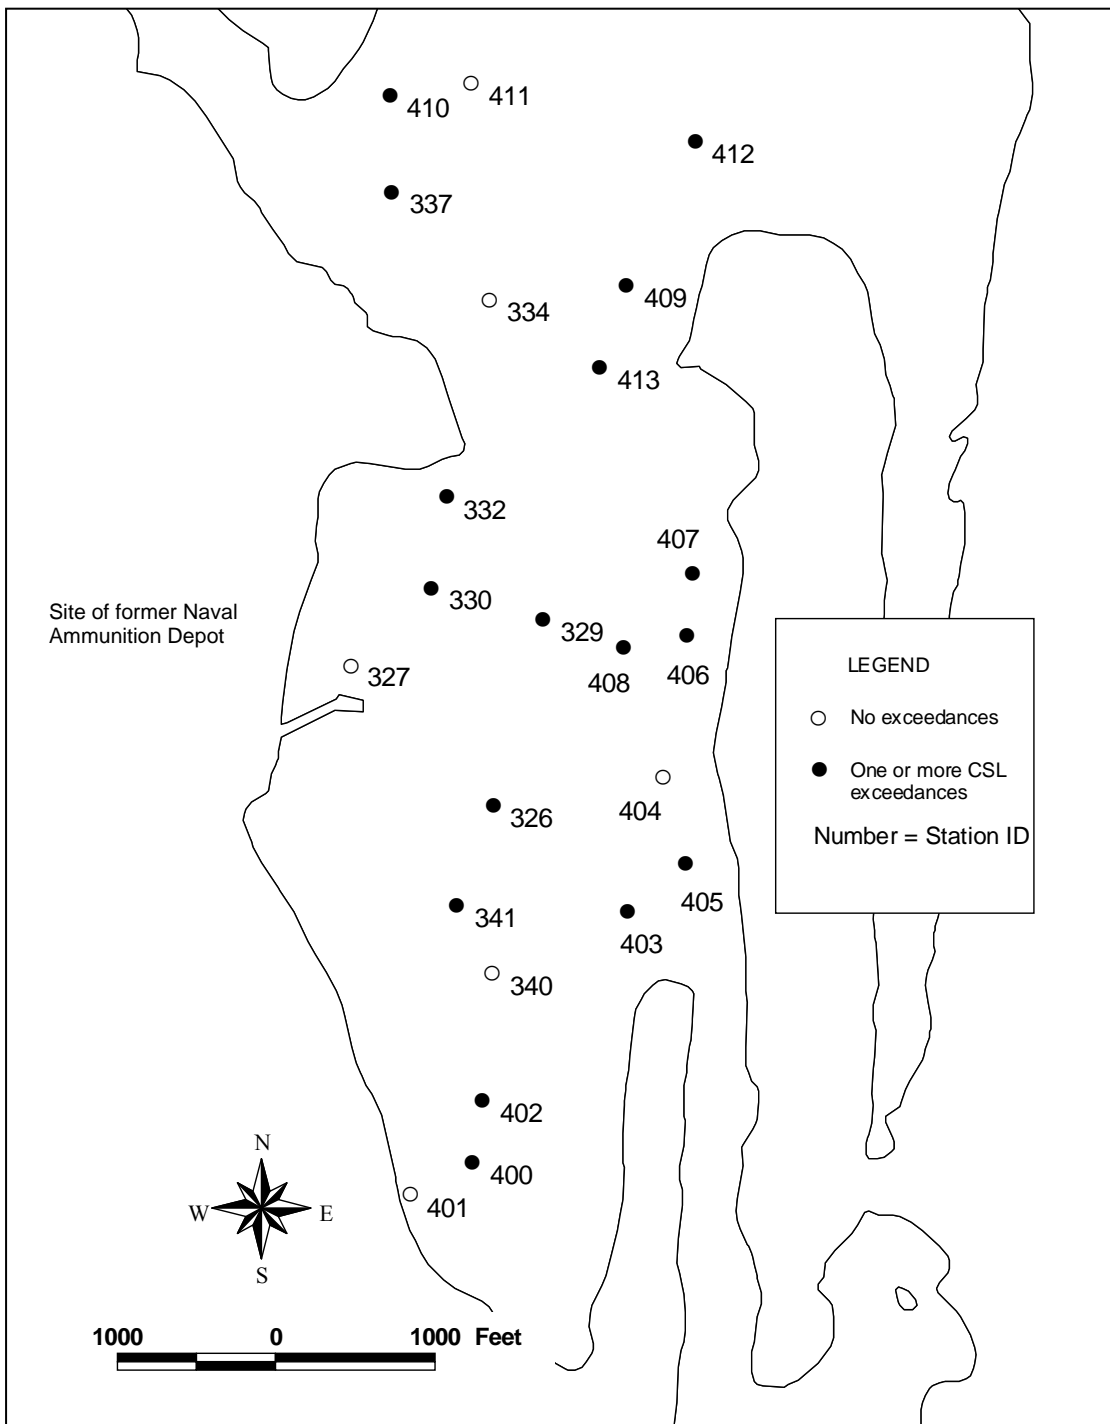 411
410
412
337
409
334
413
332
407
330
Site of former Naval
Ammunition Depot
329
406
408
327
LEGEND
No exceedances
One or more CSL
exceedances
Number = Station ID
404
326
405
341
403
340
402
400
401
N
W
E
S
1000 0 1000 Feet